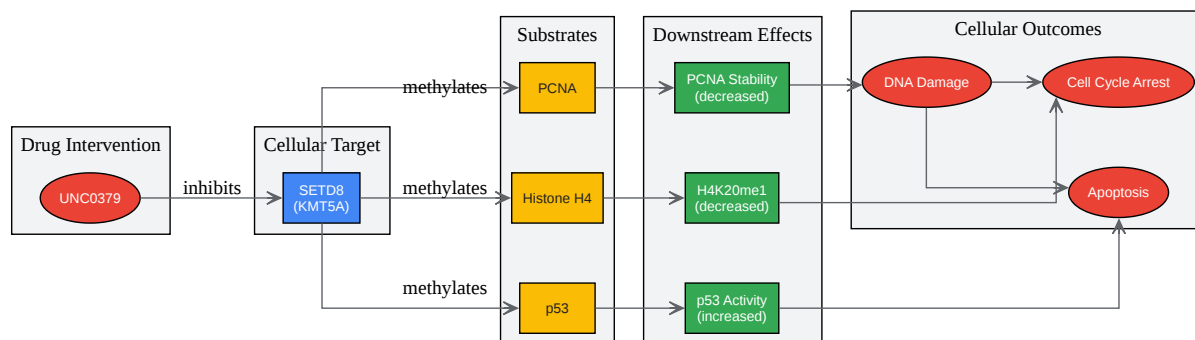 Substrates
Downstream Effects
Cellular Outcomes
methylates
PCNA
PCNA Stability
(decreased)
DNA Damage
Cell Cycle Arrest
Drug Intervention
Cellular Target
UNC0379
inhibits
SETD8
(KMT5A)
methylates
Histone H4
H4K20me1
(decreased)
Apoptosis
methylates
p53
p53 Activity
(increased)